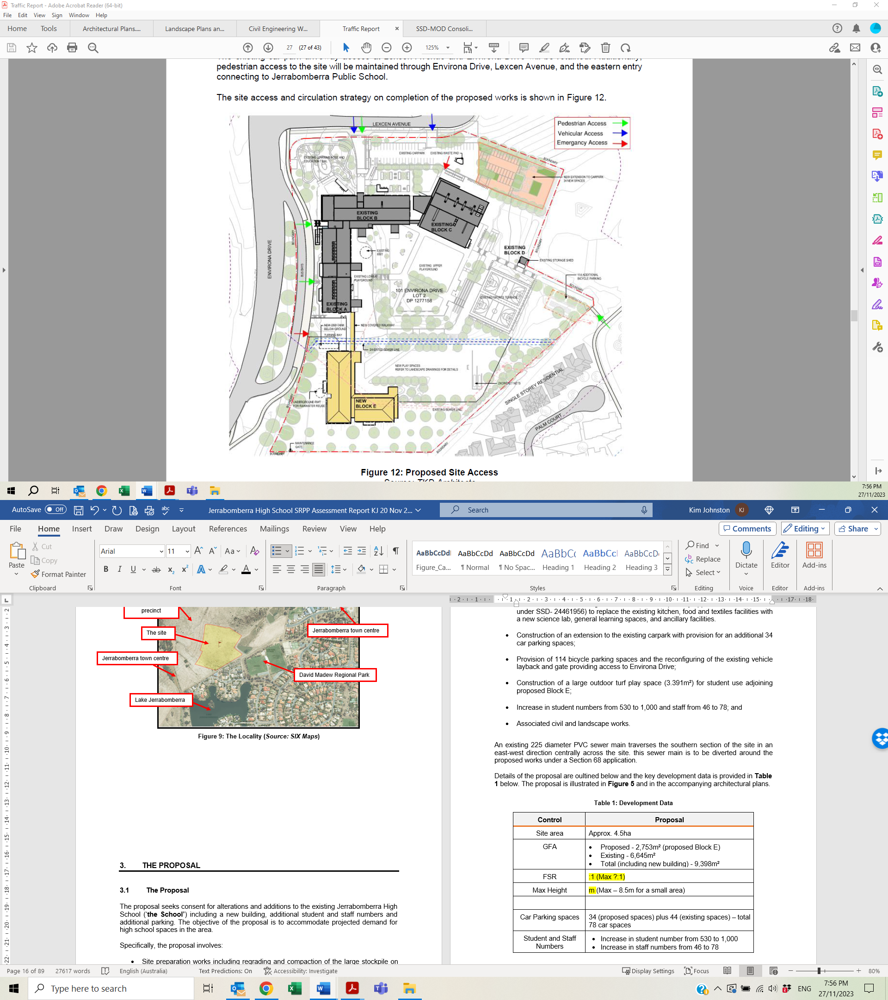 Traffic Report - Adobe Acrobat Reader (64-bit)
File Edit View Sign Window Help
Home Tools Architectural Plans.... Landscape Plans an... Civil Engineering W... Traffic Report × SSD-MOD Consoli...
27 (27 of 43) 125%
pedestrian access to the site will be maintained through Environa Drive, Lexcen Avenue, and the eastern entry
connecting to Jerrabomberra Public School.
The site access and circulation strategy on completion of the proposed works is shown in Figure 12.
LEXCEN AVENUE
Pedestrian Access
Vehicular Access
Emergancy Access
EXISTING CARPARK EXISTING WASTE PAD
EXISTING LEARNING NODE AND
EDUCATION TRAIL
BOUNDARY
NEW EXTENSION TO CARPARK
34 NEW SPACES
EXISTING
BLOCK B
EXISTING
BLOCK C
BOUNDARY
ENVIRONA DRIVE
BUS BAYS
EXISTING
RWT
EXISTING
BLOCK D
BOUNDARY
EXISTING STORAGE SHED
EXISTING UPPER
PLAYGROUND
EXISTING LOWER
PLAYGROUND
114 ADDITIONAL
BICYCLE PARKING
BOUNDARY
101 ENVIRONA DRIVE
LOT 2
DP 1277158
EXISTING SPORTS TERRACE
EXISTING
BLOCK A
NEW OSD TANK
BELOW GROUND
NEW COVERED WALKWAY
TURNING BAY
DIVERTED SEWER LINE
NEW PLAY SPACES
REFER TO LANDSCAPE DRAWINGS FOR DETAILS
2XCRICKET NETS
SINGLE STOREY RESIDENTIAL
BOUNDARY
UNDERGROUND RWT
FOR RAINWATER REUSE
NEW
BLOCK E
EXISTING SEWER LINE
PALM COURT
MAINTENANCE
GATE
BOUNDARY
BOUNDARY
Figure 12: Proposed Site Access
Source: TKD Architects
7:56 PM
27/11/2023
AutoSave Off Jerrabomberra High School SRPP Assessment Report KJ 20 Nov 2... Search Kim Johnston KJ
File Home Insert Draw Design Layout References Mailings Review View Help Comments Editing Share
Paste Cut Copy Format Painter
Arial 11
AaBbCcDdI AaBbCcDd AaBbCcDd AaBbCc AaBbCcI AaBbCcD
Figure_Ca... ¶ Normal ¶ No Spac... Heading 1 Heading 2 Heading 3
Find Replace Select
Dictate Editor Add-ins
Clipboard Font Paragraph Styles Editing Voice Editor Add-ins
precinct
The site
Jerrabomberra town centre
Jerrabomberra town centre
David Madew Regional Park
Lake Jerrabomberra
Figure 9: The Locality (Source: SIX Maps)
3. THE PROPOSAL
3.1 The Proposal
The proposal seeks consent for alterations and additions to the existing Jerrabomberra High
School (‘the School’) including a new building, additional student and staff numbers and
additional parking. The objective of the proposal is to accommodate projected demand for
high school spaces in the area.
Specifically, the proposal involves:
• Site preparation works including regrading and compaction of the large stockpile on
under SSD- 24461956) to replace the existing kitchen, food and textiles facilities with
a new science lab, general learning spaces, and ancillary facilities.
• Construction of an extension to the existing carpark with provision for an additional 34
car parking spaces;
• Provision of 114 bicycle parking spaces and the reconfiguring of the existing vehicle
layback and gate providing access to Environa Drive;
• Construction of a large outdoor turf play space (3.391m²) for student use adjoining
proposed Block E;
• Increase in student numbers from 530 to 1,000 and staff from 46 to 78; and
• Associated civil and landscape works.
An existing 225 diameter PVC sewer main traverses the southern section of the site in an
east-west direction centrally across the site. this sewer main is to be diverted around the
proposed works under a Section 68 application.
Details of the proposal are oultined below and the key development data is provided in Table
1 below. The proposal is illustrated in Figure 5 and in the accompanying architectural plans.
Table 1: Development Data
Control Proposal
Site area Approx. 4.5ha
GFA • Proposed - 2,753m² (proposed Block E)
• Existing - 6,645m²
• Total (including new building) - 9,398m²
FSR :1 (Max ?:1)
Max Height m (Max – 8.5m for a small area)
Car Parking spaces 34 (proposed spaces) plus 44 (existing spaces) – total
78 car spaces
Student and Staff • Increase in student number from 530 to 1,000
Numbers • Increase in staff numbers from 46 to 78
Page 16 of 89 27617 words English (Australia) Text Predictions: On Accessibility: Investigate Display Settings Focus 80%
Type here to search ENG 7:56 PM
27/11/2023